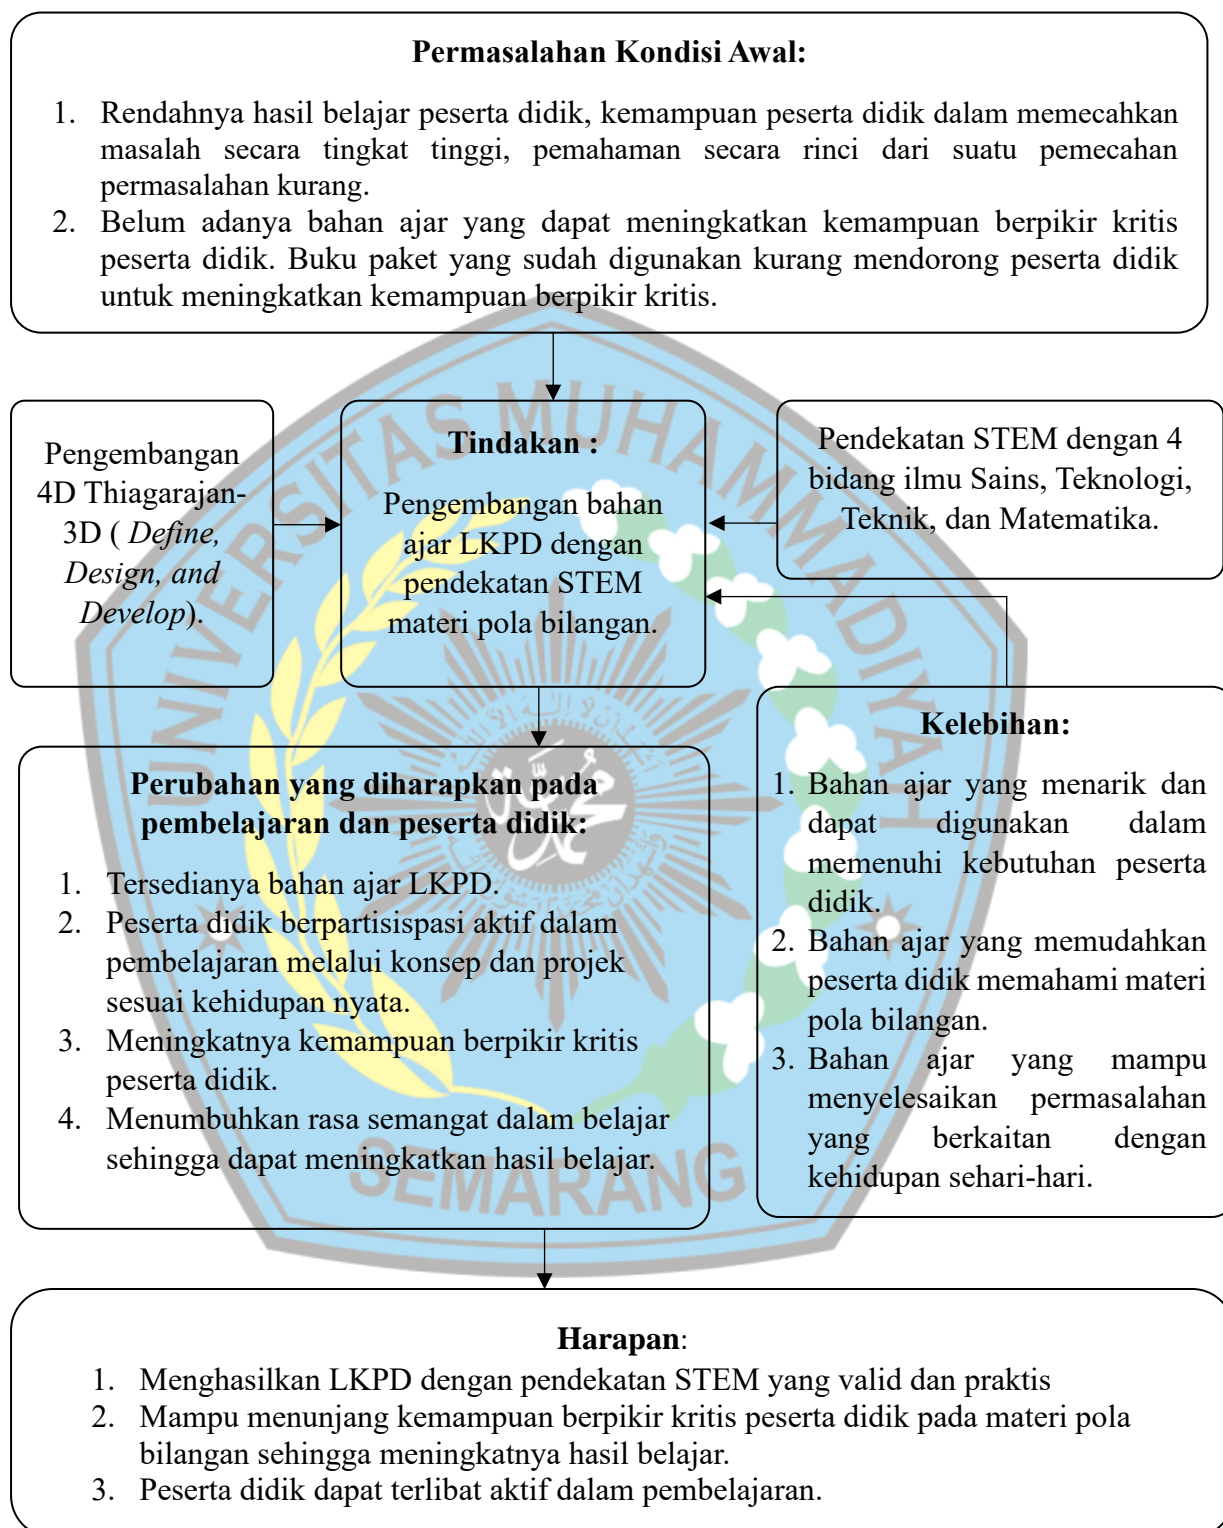 Permasalahan Kondisi Awal:
1. Rendahnya hasil belajar peserta didik, kemampuan peserta didik dalam memecahkan
masalah secara tingkat tinggi, pemahaman secara rinci dari suatu pemecahan
permasalahan kurang.
2. Belum adanya bahan ajar yang dapat meningkatkan kemampuan berpikir kritis
peserta didik. Buku paket yang sudah digunakan kurang mendorong peserta didik
untuk meningkatkan kemampuan berpikir kritis.
Pengembangan
4D Thiagarajan-
3D ( Define,
Design, and
Develop).
Tindakan :
Pengembangan bahan
ajar LKPD dengan
pendekatan STEM
materi pola bilangan.
Pendekatan STEM dengan 4
bidang ilmu Sains, Teknologi,
Teknik, dan Matematika.
Kelebihan:
1. Bahan ajar yang menarik dan
dapat digunakan dalam
memenuhi kebutuhan peserta
didik.
2. Bahan ajar yang memudahkan
peserta didik memahami materi
pola bilangan.
3. Bahan ajar yang mampu
menyelesaikan permasalahan
yang berkaitan dengan
kehidupan sehari-hari.
Perubahan yang diharapkan pada
pembelajaran dan peserta didik:
1. Tersedianya bahan ajar LKPD.
2. Peserta didik berpartisispasi aktif dalam
pembelajaran melalui konsep dan projek
sesuai kehidupan nyata.
3. Meningkatnya kemampuan berpikir kritis
peserta didik.
4. Menumbuhkan rasa semangat dalam belajar
sehingga dapat meningkatkan hasil belajar.
Harapan:
1. Menghasilkan LKPD dengan pendekatan STEM yang valid dan praktis
2. Mampu menunjang kemampuan berpikir kritis peserta didik pada materi pola
bilangan sehingga meningkatnya hasil belajar.
3. Peserta didik dapat terlibat aktif dalam pembelajaran.
UNIVERSITAS MUHAMMADIYAH
SEMARANG